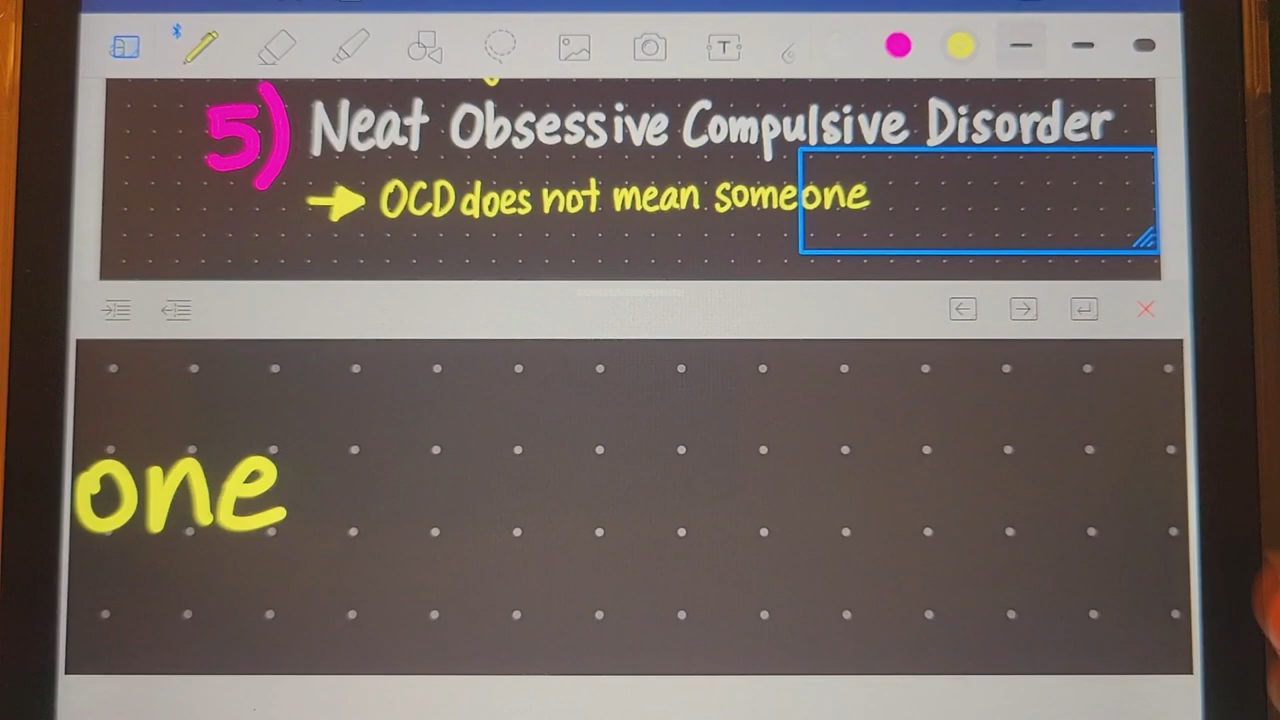 5) Neat Obsessive Compulsive Disorder
→ OCD does not mean someone
T
one